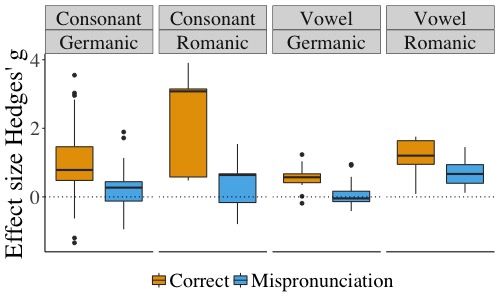 Consonant Consonant Vowel Vowel
Germanic Romanic Germanic Romanic
Effect size Hedges' g
4
2
0
Correct Mispronunciation